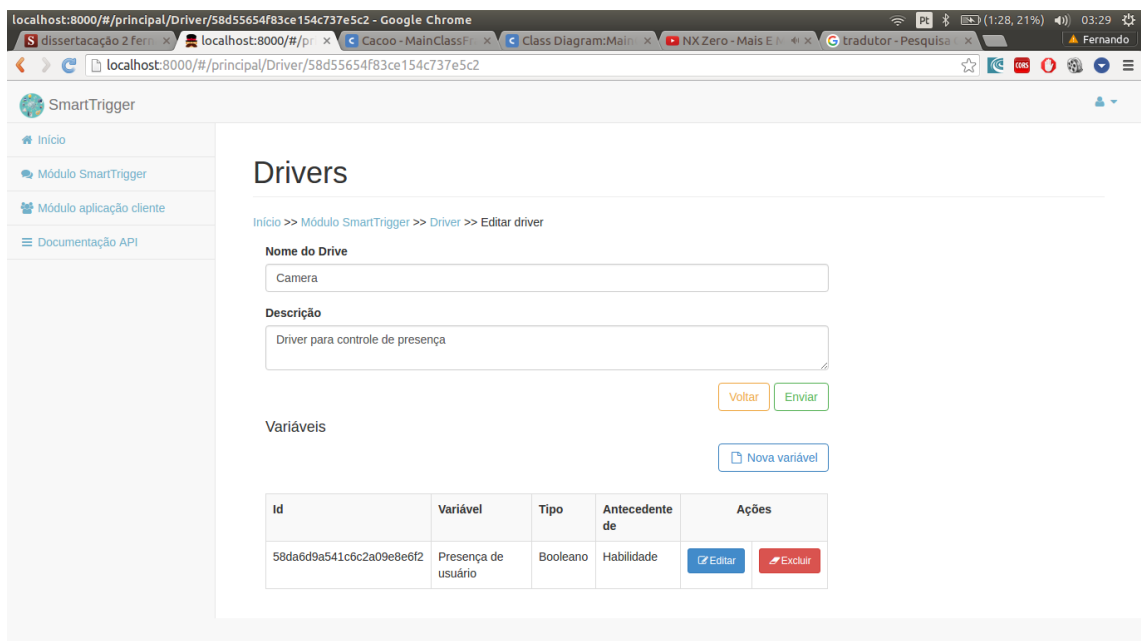 localhost:8000/#/principal/Driver/58d55654f83ce154c737e5c2 - Google Chrome
Pt (1:28, 21%) 03:29
dissertacação 2 fern localhost:8000/#/pr Cacoo - MainClassFr Class Diagram:Main NX Zero - Mais E tradutor - Pesquisa Fernando
localhost:8000/#/principal/Driver/58d55654f83ce154c737e5c2
SmartTrigger
Início
Módulo SmartTrigger
Módulo aplicação cliente
Documentação API
Drivers
Início >> Módulo SmartTrigger >> Driver >> Editar driver
Nome do Drive
Camera
Descrição
Driver para controle de presença
Voltar Enviar
Variáveis
Nova variável
Id Variável Tipo Antecedente Ações
de
58da6d9a541c6c2a09e8e6f2 Presença de Booleano Habilidade Editar Excluir
usuário